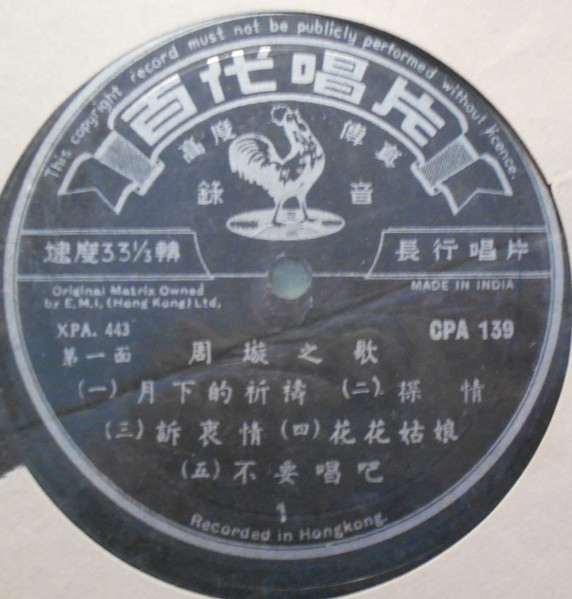 This copyright record must not be publicly performed without licence.
百代唱片
高度傳真
錄音
速度33⅓轉
長行唱片
Original Matrix Owned
by E.M.I. (Hong Kong) Ltd.
MADE IN INDIA
XPA. 443
CPA 139
第一面 周璇之歌
(一) 月下的祈禱 (二) 探情
(三) 訴衷情 (四) 花花姑娘
(五) 不要唱吧
1
Recorded in Hongkong.